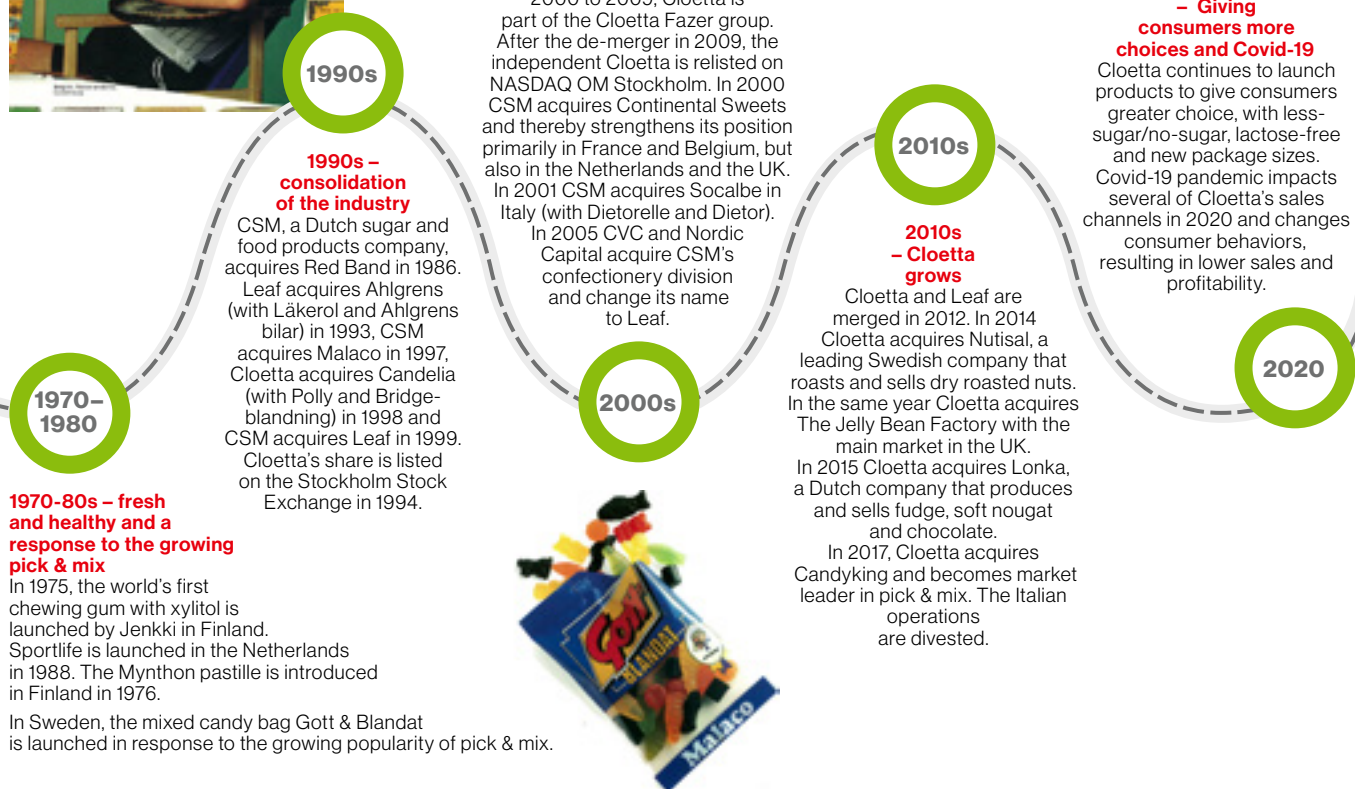 1970–
1980
1970-80s – fresh
and healthy and a
response to the growing
pick & mix
In 1975, the world's first
chewing gum with xylitol is
launched by Jenkki in Finland.
Sportlife is launched in the Netherlands
in 1988. The Mynthon pastille is introduced
in Finland in 1976.
In Sweden, the mixed candy bag Gott & Blandat
is launched in response to the growing popularity of pick & mix.
1990s
1990s –
consolidation
of the industry
CSM, a Dutch sugar and
food products company,
acquires Red Band in 1986.
Leaf acquires Ahlgrens
(with Läkerol and Ahlgrens
bilar) in 1993, CSM
acquires Malaco in 1997,
Cloetta acquires Candelia
(with Polly and Bridge-
blandning) in 1998 and
CSM acquires Leaf in 1999.
Cloetta's share is listed
on the Stockholm Stock
Exchange in 1994.
2000 to 2009, Cloetta is
part of the Cloetta Fazer group.
After the de-merger in 2009, the
independent Cloetta is relisted on
NASDAQ OM Stockholm. In 2000
CSM acquires Continental Sweets
and thereby strengthens its position
primarily in France and Belgium, but
also in the Netherlands and the UK.
In 2001 CSM acquires Socalbe in
Italy (with Dietorelle and Dietor).
In 2005 CVC and Nordic
Capital acquire CSM's
confectionery division
and change its name
to Leaf.
2000s
GOTT
BLANDAT
Malaco
2010s
2010s
– Cloetta
grows
Cloetta and Leaf are
merged in 2012. In 2014
Cloetta acquires Nutisal, a
leading Swedish company that
roasts and sells dry roasted nuts.
In the same year Cloetta acquires
The Jelly Bean Factory with the
main market in the UK.
In 2015 Cloetta acquires Lonka,
a Dutch company that produces
and sells fudge, soft nougat
and chocolate.
In 2017, Cloetta acquires
Candyking and becomes market
leader in pick & mix. The Italian
operations
are divested.
– Giving
consumers more
choices and Covid-19
Cloetta continues to launch
products to give consumers
greater choice, with less-
sugar/no-sugar, lactose-free
and new package sizes.
Covid-19 pandemic impacts
several of Cloetta's sales
channels in 2020 and changes
consumer behaviors,
resulting in lower sales and
profitability.
2020